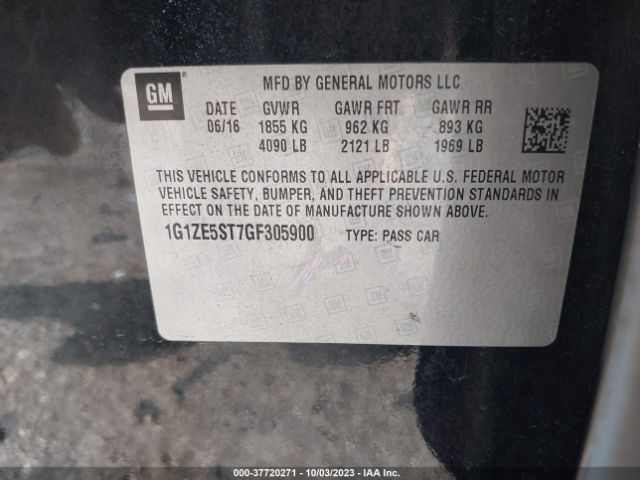 GM
MFD BY GENERAL MOTORS LLC
DATE GVWR GAWR FRT GAWR RR
06/16 1855 KG 962 KG 893 KG
4090 LB 2121 LB 1969 LB
THIS VEHICLE CONFORMS TO ALL APPLICABLE U.S. FEDERAL MOTOR
VEHICLE SAFETY, BUMPER, AND THEFT PREVENTION STANDARDS IN
EFFECT ON THE DATE OF MANUFACTURE SHOWN ABOVE.
1G1ZE5ST7GF305900 TYPE: PASS CAR
000-37720271 - 10/03/2023 - IAA Inc.